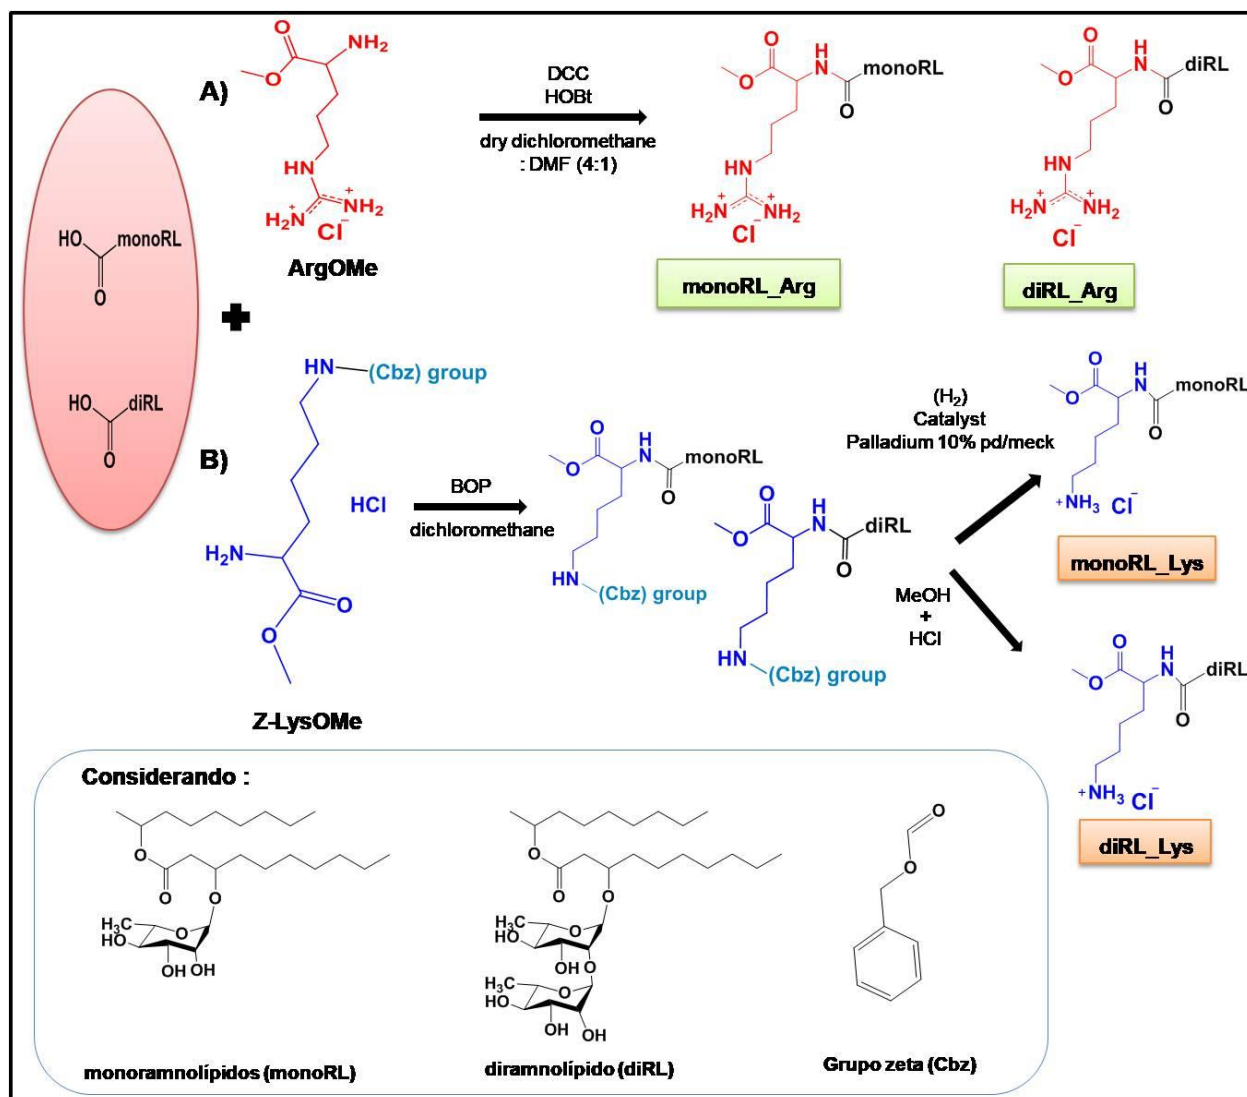 A)
O
NH2
O
ArgOMe
HN
H2N
+
+
NH2
Cl−
DCC
HOBt
dry dichloromethane
: DMF (4:1)
O
H
N
monoRL
O
O
HN
H2N
+
+
NH2
Cl−
monoRL_Arg
O
H
N
diRL
O
O
HN
H2N
+
+
NH2
Cl−
diRL_Arg
HO
monoRL
O
HO
diRL
O
B)
HN
(Cbz) group
HCl
H2N
O
O
Z-LysOMe
BOP
dichloromethane
O
H
N
monoRL
O
O
HN
(Cbz) group
O
H
N
diRL
O
O
HN
(Cbz) group
(H2)
Catalyst
Palladium 10% pd/meck
MeOH
+
HCl
O
H
N
monoRL
O
O
+NH3 Cl−
monoRL_Lys
O
H
N
diRL
O
O
+NH3 Cl−
diRL_Lys
Considerando :
O
O
O
H3C
O
HO
OH OH
monoramnolípidos (monoRL)
O
O
O
H3C
O
HO
OH
O
H3C
O
HO
OH
OH
diramnolípido (diRL)
O
O
Grupo zeta (Cbz)